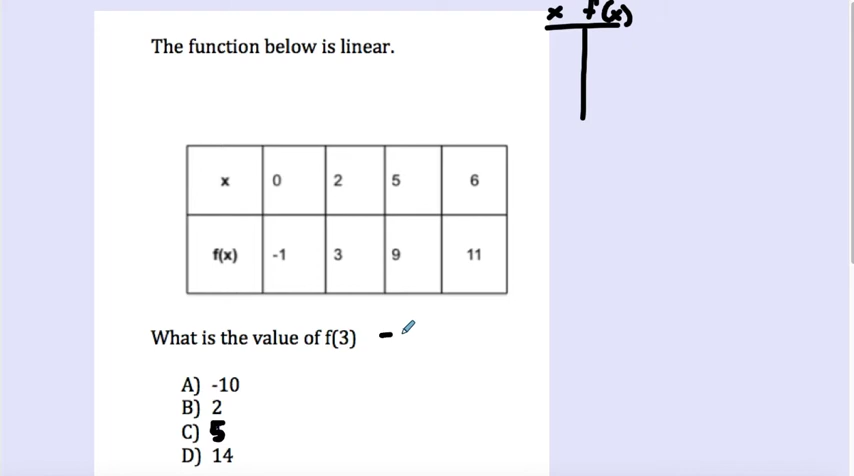 x f(x)
The function below is linear.
x 0 2 5 6
f(x) -1 3 9 11
What is the value of f(3) -
A) -10
B) 2
C) 5
D) 14